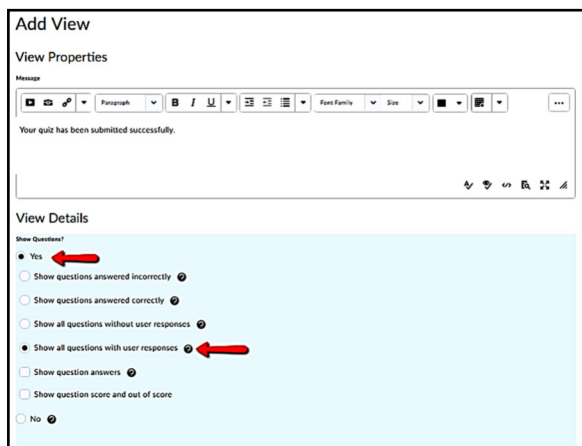 Add View
View Properties
Message
Paragraph B I U Font Family Size ...
Your quiz has been submitted successfully.
View Details
Show Questions?
Yes
Show questions answered incorrectly ?
Show questions answered correctly ?
Show all questions without user responses ?
Show all questions with user responses ?
Show question answers ?
Show question score and out of score
No ?